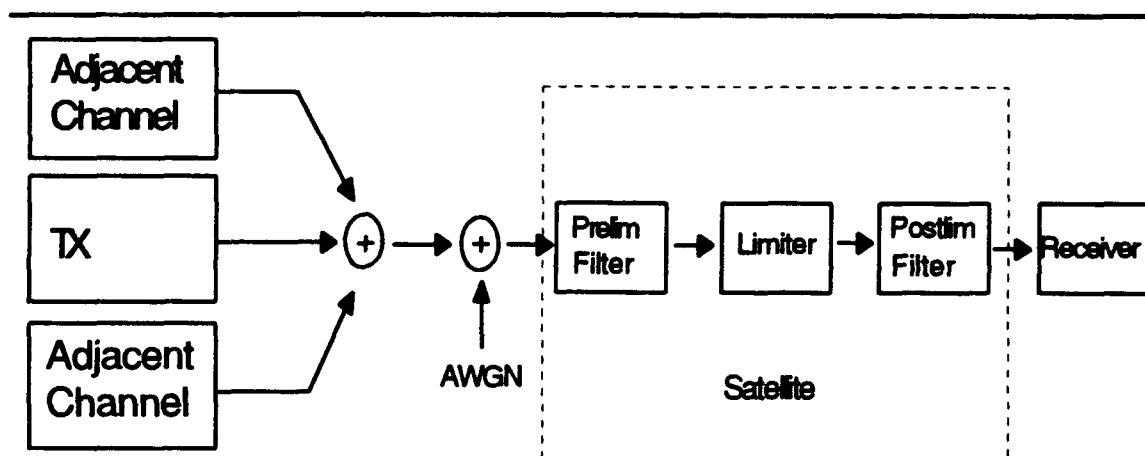 Adjacent
Channel
TX
Adjacent
Channel
+
+
AWGN
Prelim
Filter
Limiter
Postlim
Filter
Receiver
Satellite